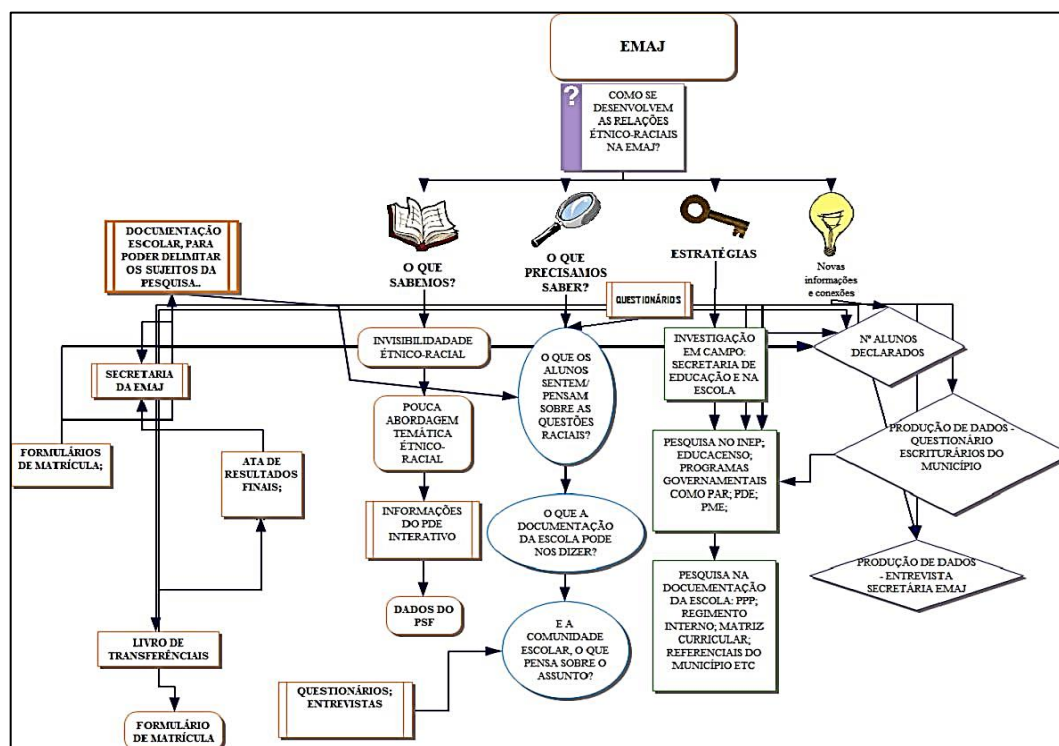 EMAJ
?
COMO SE
DESENVOLVEM
AS RELAÇÕES
ÉTNICO-RACIAIS
NA EMAJ?
DOCUMENTAÇÃO
ESCOLAR, PARA
PODER DELIMITAR
OS SUJEITOS DA
PESQUISA..
O QUE
SABEMOS?
O QUE
PRECISAMOS
SABER?
ESTRATÉGIAS
Novas
informações
e conexões
QUESTIONÁRIOS
INVISIBILIDADADE
ÉTNICO-RACIAL
O QUE OS
ALUNOS
SENTEM/
PENSAM
SOBRE AS
QUESTÕES
RACIAIS?
INVESTIGAÇÃO
EM CAMPO:
SECRETARIA DE
EDUCAÇÃO E NA
ESCOLA
Nº ALUNOS
DECLARADOS
SECRETARIA
DA EMAJ
POUCA
ABORDAGEM
TEMÁTICA
ÉTNICO-
RACIAL
FORMULÁRIOS
DE MATRÍCULA;
ATA DE
RESULTADOS
FINAIS;
PESQUISA NO INEP;
EDUCACENSO;
PROGRAMAS
GOVERNAMENTAIS
COMO PAR; PDE;
PME;
PRODUÇÃO DE DADOS -
QUESTIONÁRIO
ESCRITURÁRIOS DO
MUNICÍPIO
INFORMAÇÕES
DO PDE
INTERATIVO
O QUE A
DOCUMENTAÇÃO
DA ESCOLA PODE
NOS DIZER?
PRODUÇÃO DE DADOS
- ENTREVISTA
SECRETÁRIA EMAJ
DADOS DO
PSF
E A
COMUNIDADE
ESCOLAR, O QUE
PENSA SOBRE O
ASSUNTO?
PESQUISA NA
DOCUEMENTAÇÃO
DA ESCOLA: PPP;
REGIMENTO
INTERNO; MATRIZ
CURRICULAR;
REFERENCIAIS DO
MUNICÍPIO ETC
LIVRO DE
TRANSFERÊNCIAIS
QUESTIONÁRIOS;
ENTREVISTAS
FORMULÁRIO
DE MATRÍCULA